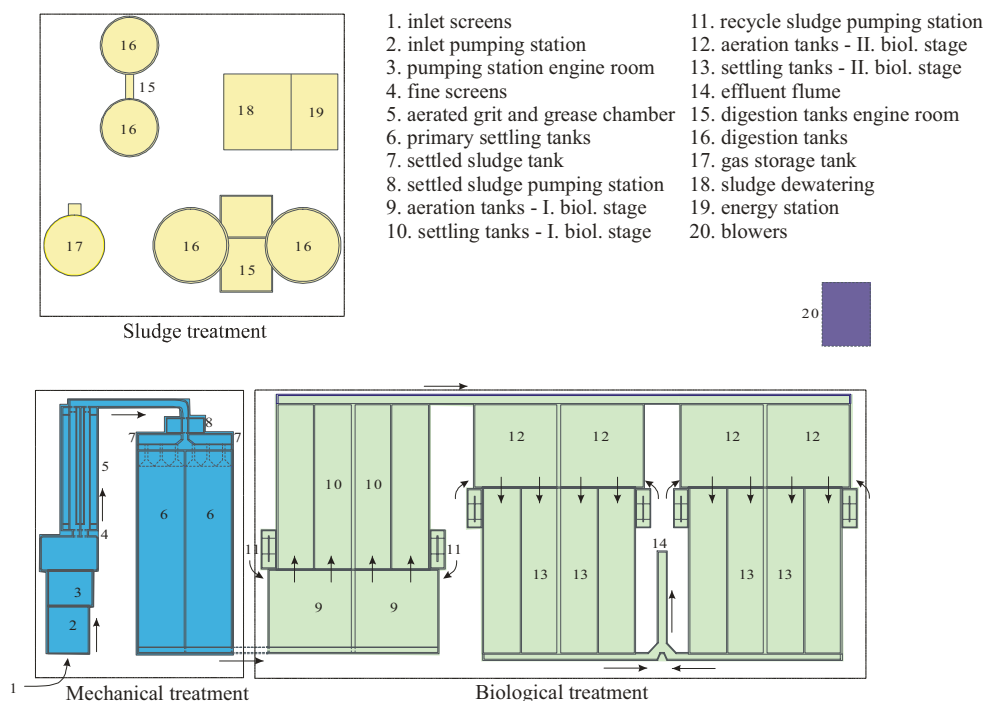 16
15
16
18
19
17
16
16
15
Sludge treatment
1. inlet screens
2. inlet pumping station
3. pumping station engine room
4. fine screens
5. aerated grit and grease chamber
6. primary settling tanks
7. settled sludge tank
8. settled sludge pumping station
9. aeration tanks - I. biol. stage
10. settling tanks - I. biol. stage
11. recycle sludge pumping station
12. aeration tanks - II. biol. stage
13. settling tanks - II. biol. stage
14. effluent flume
15. digestion tanks engine room
16. digestion tanks
17. gas storage tank
18. sludge dewatering
19. energy station
20. blowers
20
7
8
7
5
6
6
4
3
2
1
Mechanical treatment
10
10
11
11
9
9
12
12
12
12
13
13
14
13
13
Biological treatment